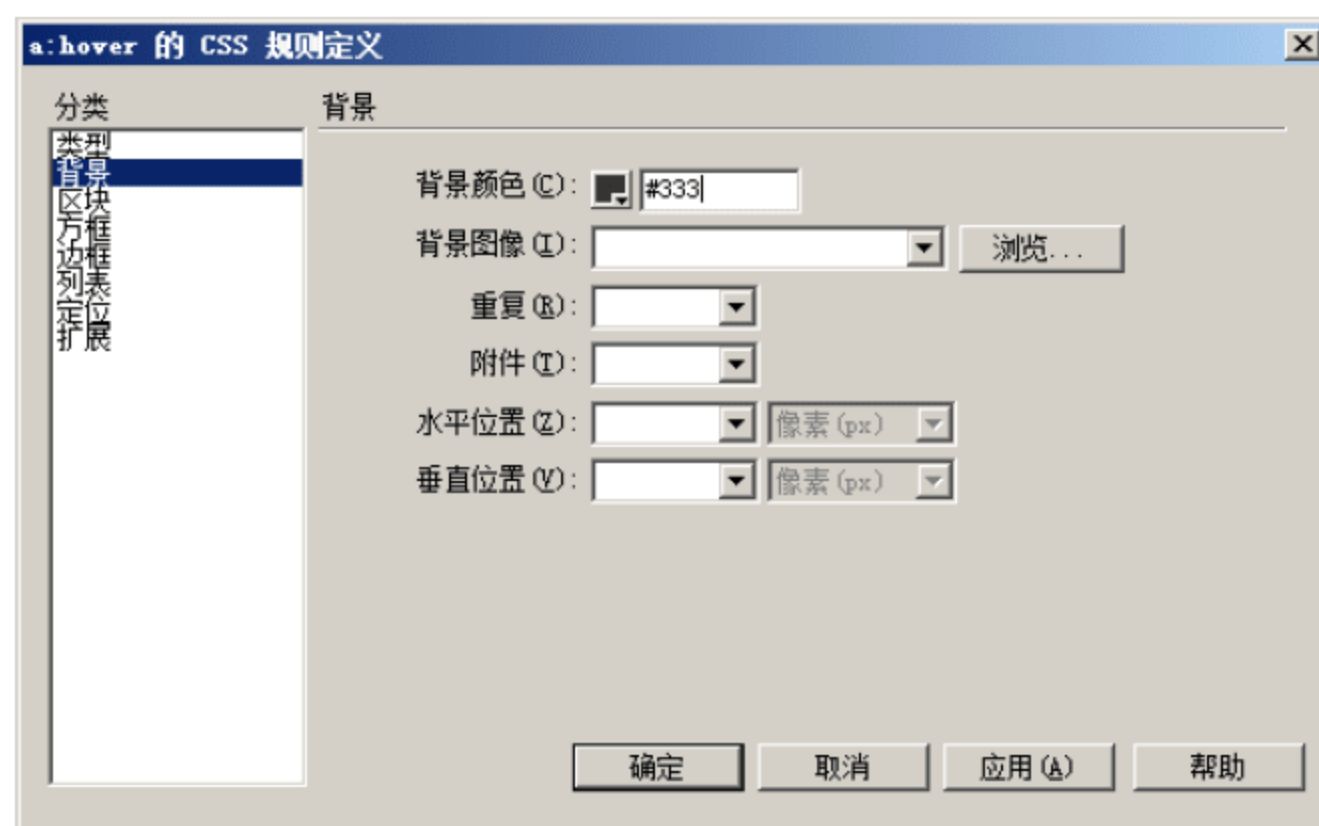 a:hover 的 CSS 规则定义
分类
背景
类型
背景
区块
方框
边框
列表
定位
扩展
背景颜色(C): #333
背景图像(I): 浏览...
重复(R):
附件(T):
水平位置(Z): 像素(px)
垂直位置(V): 像素(px)
确定 取消 应用(A) 帮助